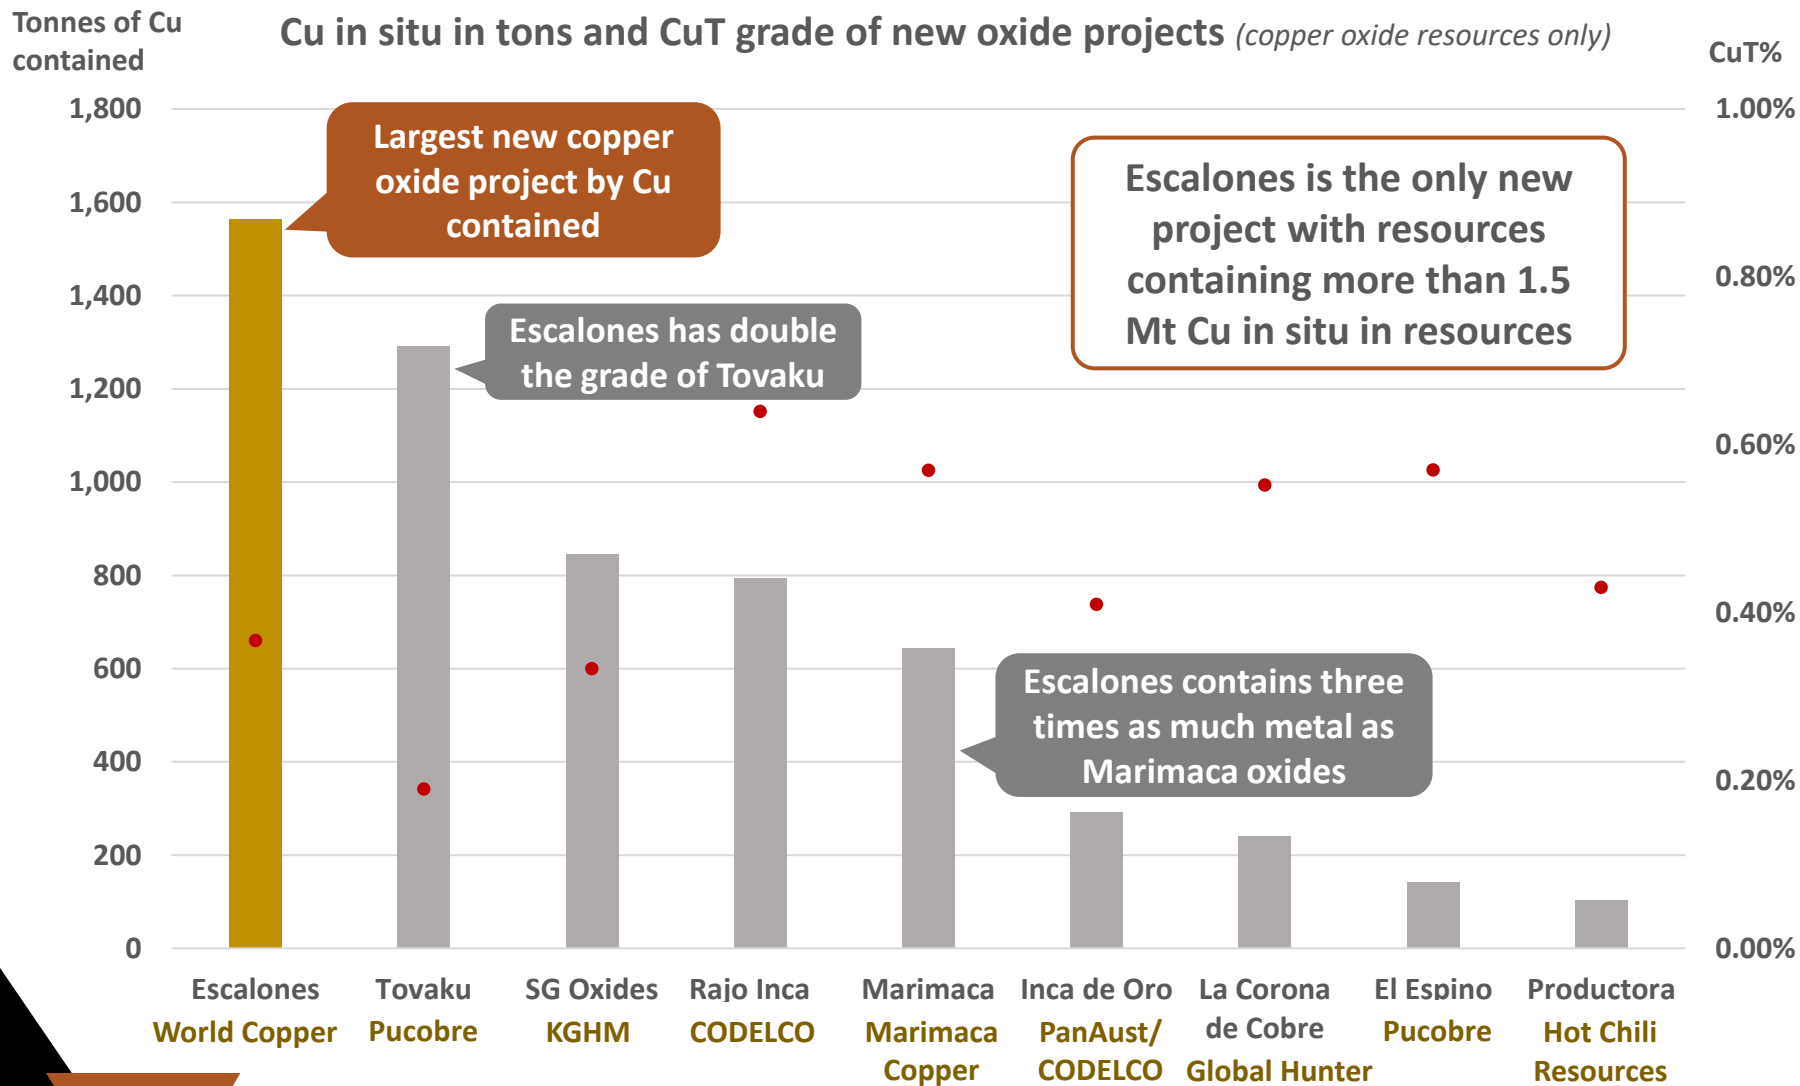 Tonnes of Cu
contained
Cu in situ in tons and CuT grade of new oxide projects (copper oxide resources only)
CuT%
1,800
1,600
1,400
1,200
1,000
800
600
400
200
0
1.00%
0.80%
0.60%
0.40%
0.20%
0.00%
Largest new copper
oxide project by Cu
contained
Escalones is the only new
project with resources
containing more than 1.5
Mt Cu in situ in resources
Escalones has double
the grade of Tovaku
Escalones contains three
times as much metal as
Marimaca oxides
Escalones
World Copper
Tovaku
Pucobre
SG Oxides
KGHM
Rajo Inca
CODELCO
Marimaca
Marimaca
Copper
Inca de Oro
PanAust/
CODELCO
La Corona
de Cobre
Global Hunter
El Espino
Pucobre
Productora
Hot Chili
Resources